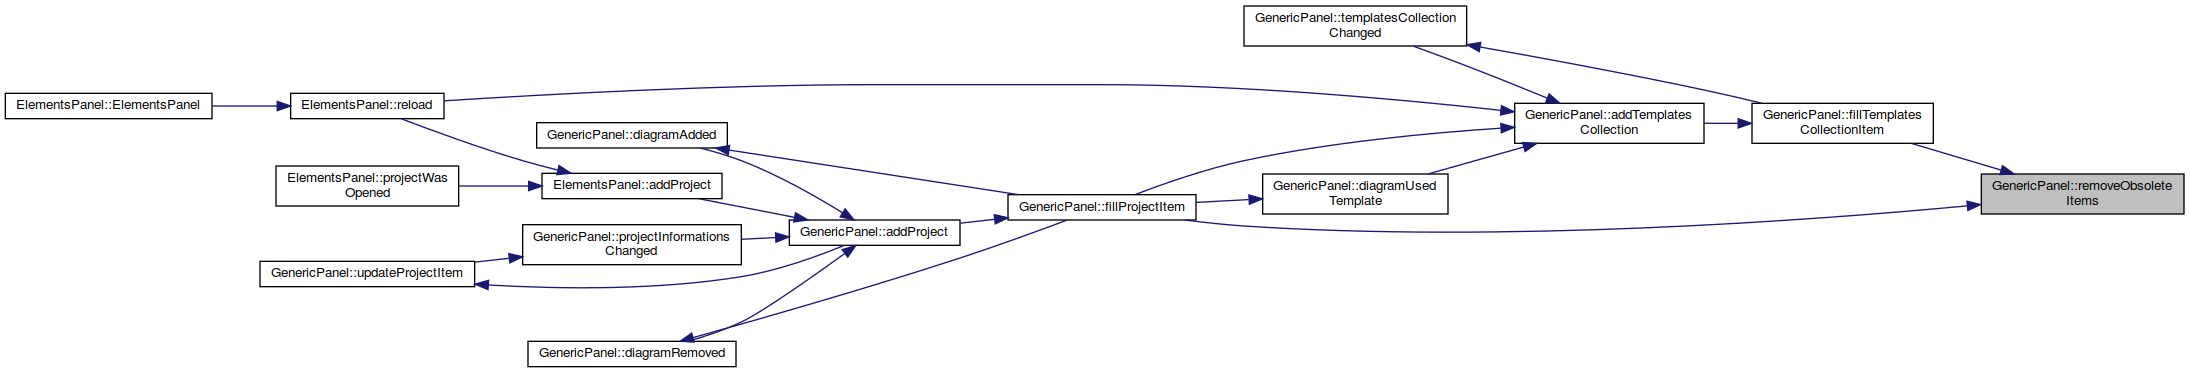 GenericPanel::templatesCollection
Changed
ElementsPanel::ElementsPanel
ElementsPanel::reload
GenericPanel::diagramAdded
GenericPanel::addTemplates
Collection
GenericPanel::fillTemplates
CollectionItem
ElementsPanel::projectWas
Opened
ElementsPanel::addProject
GenericPanel::diagramUsed
Template
GenericPanel::removeObsolete
Items
GenericPanel::fillProjectItem
GenericPanel::addProject
GenericPanel::projectInformations
Changed
GenericPanel::updateProjectItem
GenericPanel::diagramRemoved